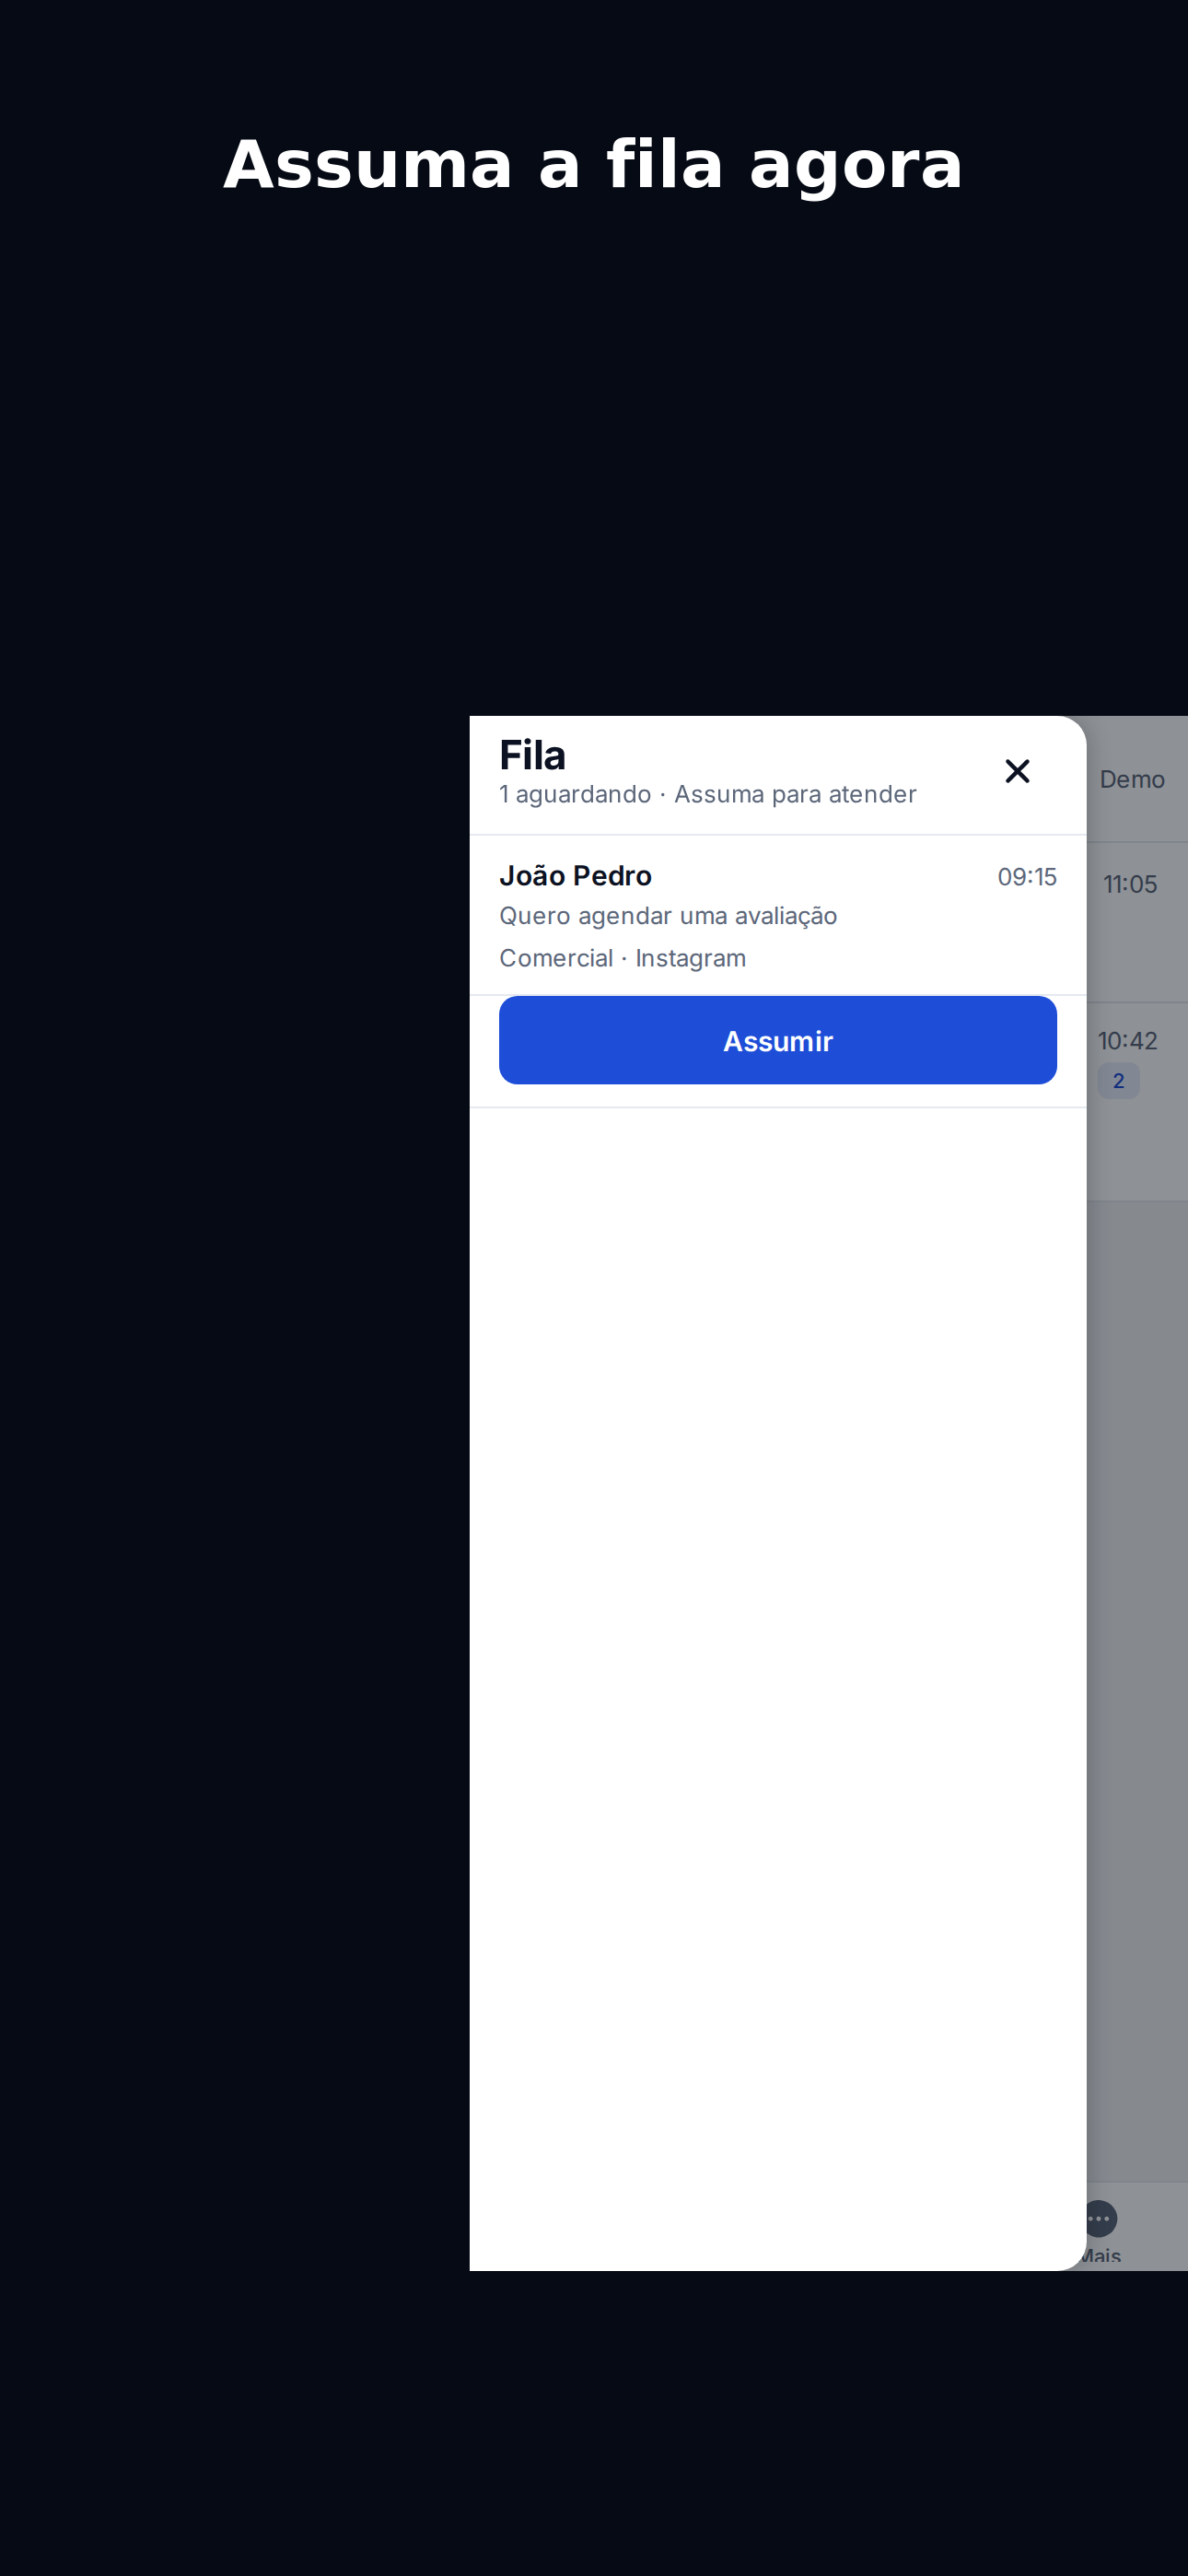 Assuma a fila agora
Fila
1 aguardando · Assuma para atender
Demo
João Pedro
09:15
11:05
Quero agendar uma avaliação
Comercial · Instagram
Assumir
10:42
2
Mais